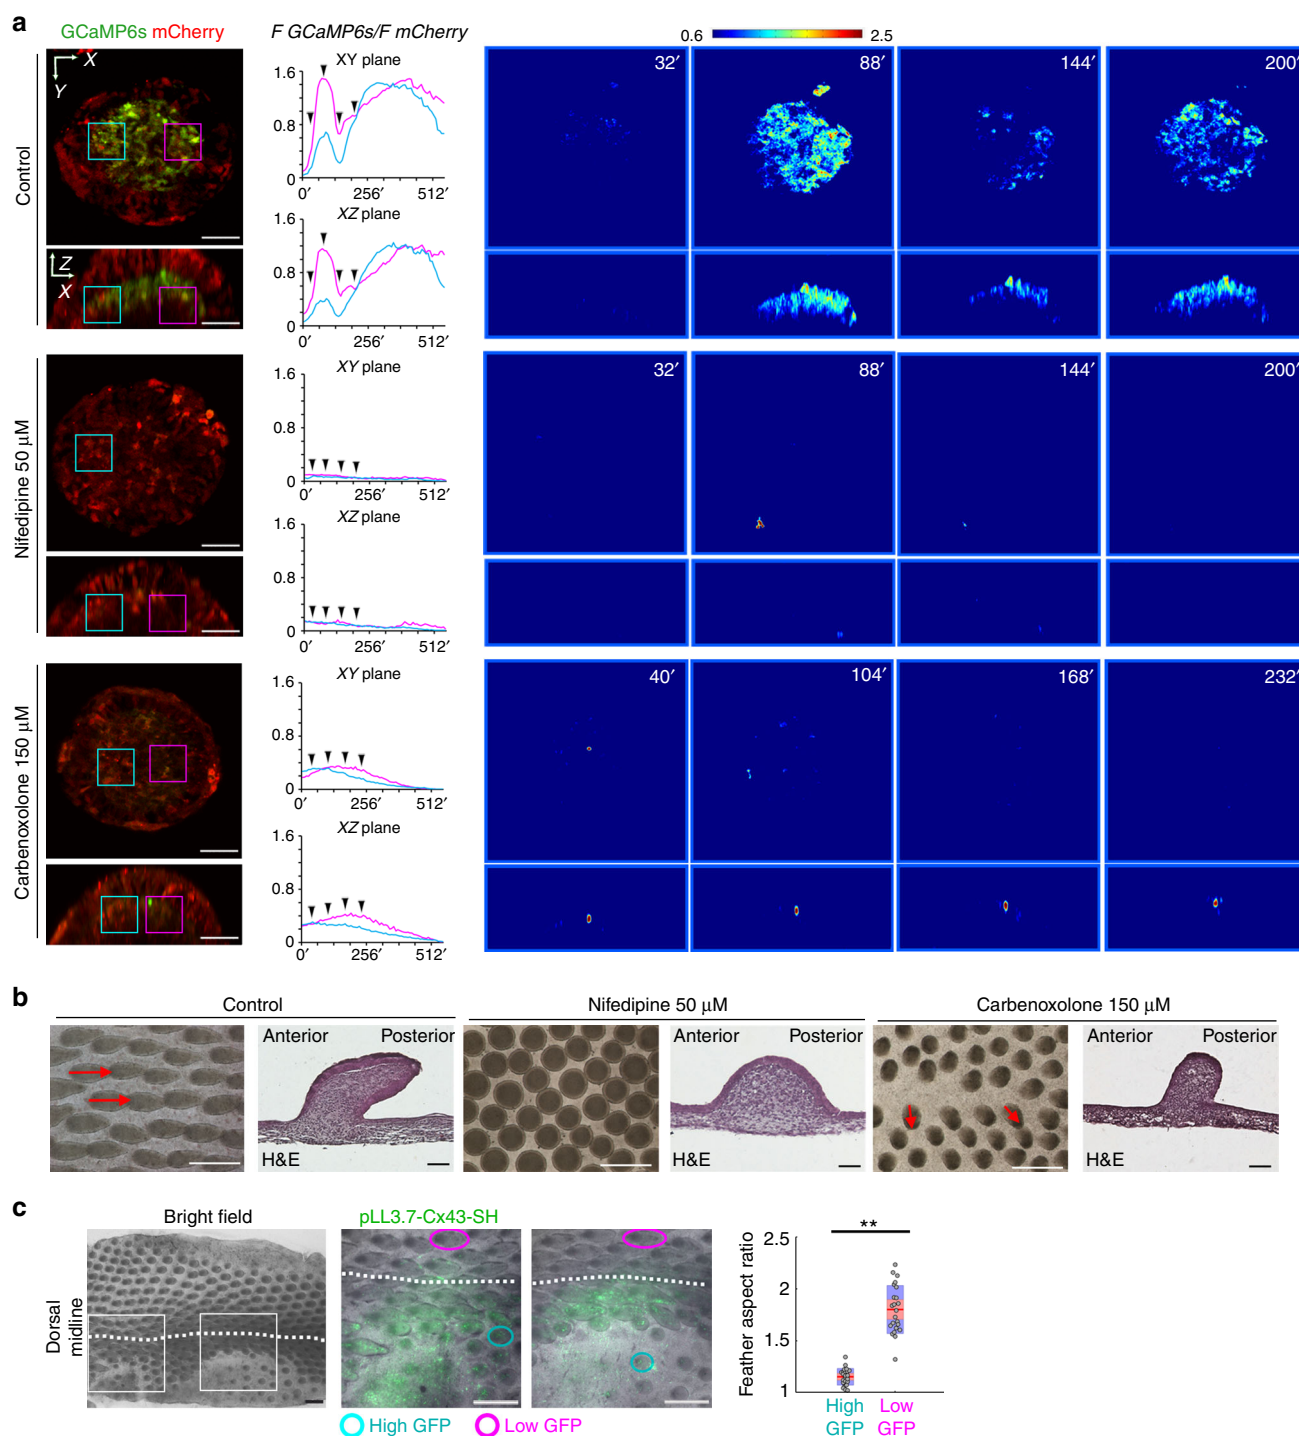 a
GCaMP6s mCherry
F GCaMP6s/F mCherry
0.6
2.5
Control
X
Y
Z
X
XY plane
1.6
0.8
0
0′ 256′ 512′
XZ plane
1.6
0.8
0
0′ 256′ 512′
32′
88′
144′
200′
Nifedipine 50 μM
XY plane
1.6
0.8
0
0′ 256′ 512′
XZ plane
1.6
0.8
0
0′ 256′ 512′
32′
88′
144′
200′
Carbenoxolone 150 μM
XY plane
1.6
0.8
0
0′ 256′ 512′
XZ plane
1.6
0.8
0
0′ 256′ 512′
40′
104′
168′
232′
b
Control
Nifedipine 50 μM
Carbenoxolone 150 μM
Anterior Posterior
H&E
Anterior Posterior
H&E
Anterior Posterior
H&E
c
Bright field
pLL3.7-Cx43-SH
Dorsal
midline
High GFP
Low GFP
**
Feather aspect ratio
2.5
2
1.5
1
High
GFP
Low
GFP